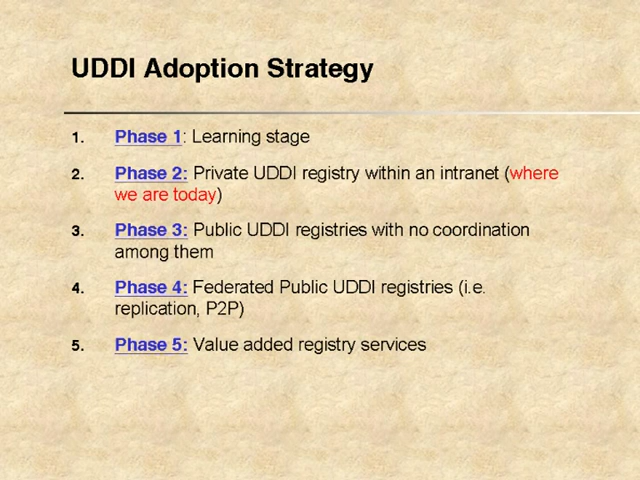 UDDI Adoption Strategy
1. Phase 1: Learning stage
2. Phase 2: Private UDDI registry within an intranet (where
we are today)
3. Phase 3: Public UDDI registries with no coordination
among them
4. Phase 4: Federated Public UDDI registries (i.e.
replication, P2P)
5. Phase 5: Value added registry services